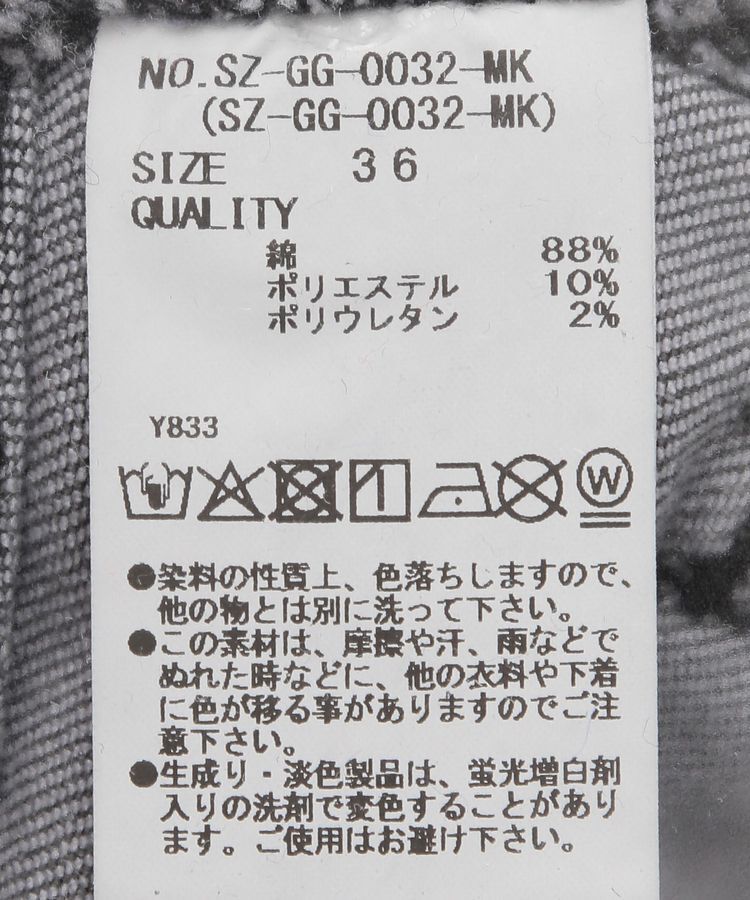 NO.SZ-GG-0032-MK
(SZ-GG-0032-MK)
SIZE 36
QUALITY
綿 88%
ポリエステル 10%
ポリウレタン 2%
Y833
W
●染料の性質上、色落ちしますので、
他の物とは別に洗って下さい。
●この素材は、摩擦や汗、雨などで
ぬれた時などに、他の衣料や下着
に色が移る事がありますのでご注
意下さい。
●生成り・淡色製品は、蛍光増白剤
入りの洗剤で変色することがあり
ます。ご使用はお避け下さい。